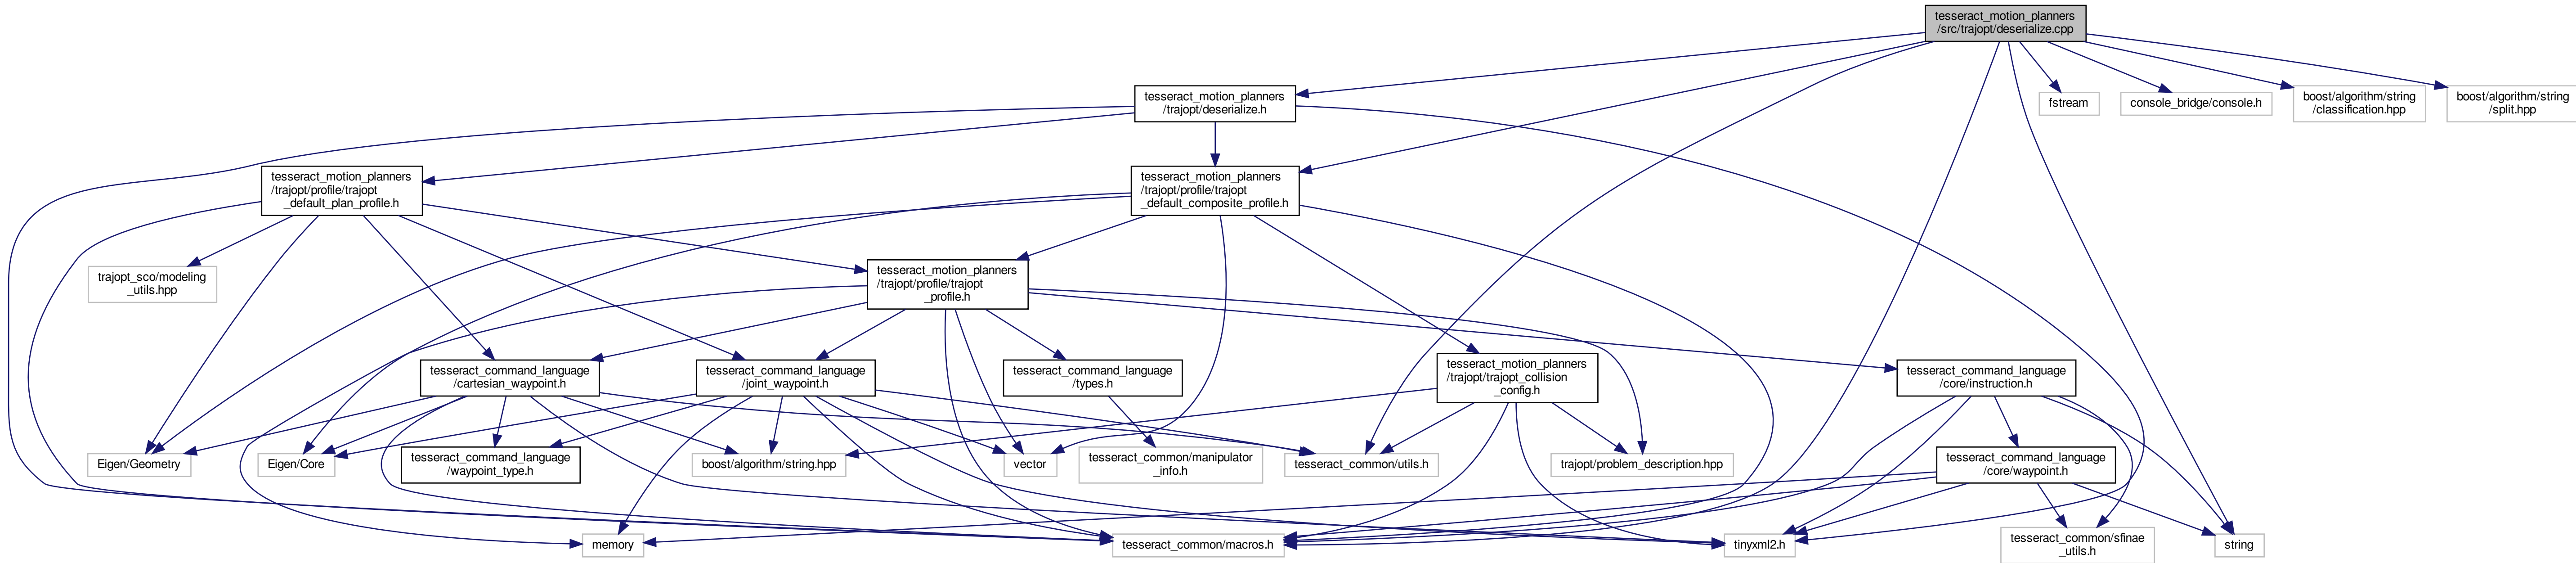 tesseract_motion_planners
/src/trajopt/deserialize.cpp
tesseract_motion_planners
/trajopt/deserialize.h
fstream
console_bridge/console.h
boost/algorithm/string
/classification.hpp
boost/algorithm/string
/split.hpp
tesseract_motion_planners
/trajopt/profile/trajopt
_default_plan_profile.h
tesseract_motion_planners
/trajopt/profile/trajopt
_default_composite_profile.h
trajopt_sco/modeling
_utils.hpp
tesseract_motion_planners
/trajopt/profile/trajopt
_profile.h
tesseract_command_language
/cartesian_waypoint.h
tesseract_command_language
/joint_waypoint.h
tesseract_command_language
/types.h
tesseract_motion_planners
/trajopt/trajopt_collision
_config.h
tesseract_command_language
/core/instruction.h
Eigen/Geometry
Eigen/Core
tesseract_command_language
/waypoint_type.h
boost/algorithm/string.hpp
vector
tesseract_common/manipulator
_info.h
tesseract_common/utils.h
trajopt/problem_description.hpp
tesseract_command_language
/core/waypoint.h
memory
tesseract_common/macros.h
tinyxml2.h
tesseract_common/sfinae
_utils.h
string